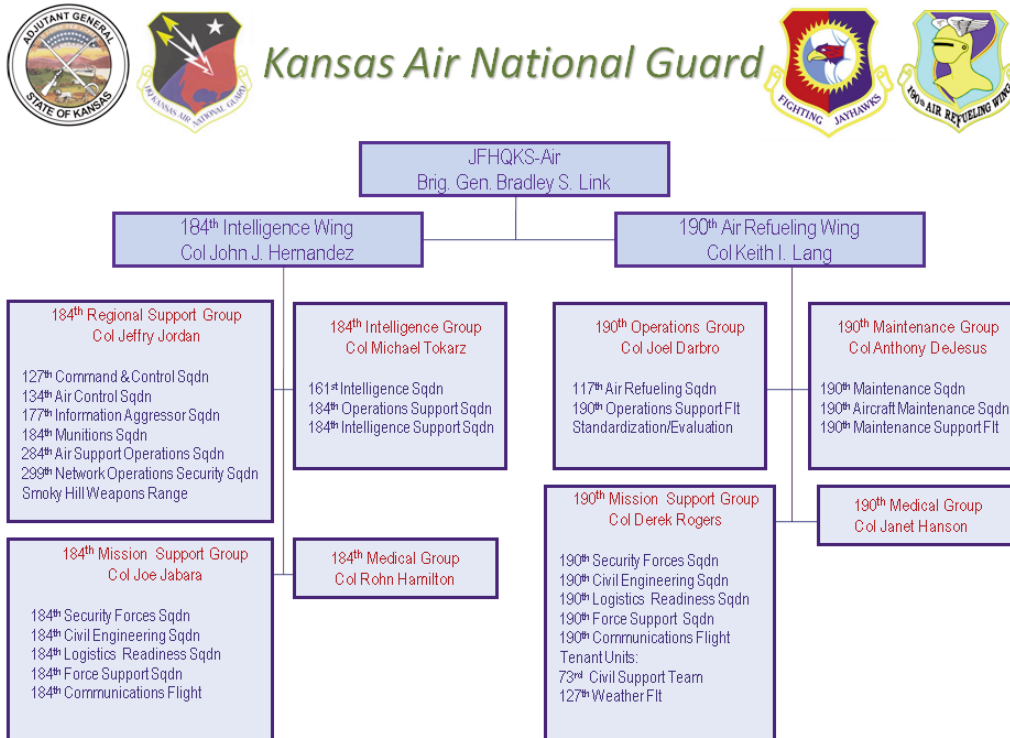 ADJUTANT GENERAL
STATE OF KANSAS
KANSAS AIR NATIONAL GUARD
Kansas Air National Guard
FIGHTING JAYHAWKS
190th AIR REFUELING WING
JFHQKS-Air
Brig. Gen. Bradley S. Link
184th Intelligence Wing
Col John J. Hernandez
190th Air Refueling Wing
Col Keith I. Lang
184th Regional Support Group
Col Jeffry Jordan
127th Command & Control Sqdn
134th Air Control Sqdn
177th Information Aggressor Sqdn
184th Munitions Sqdn
284th Air Support Operations Sqdn
299th Network Operations Security Sqdn
Smoky Hill Weapons Range
184th Intelligence Group
Col Michael Tokarz
161st Intelligence Sqdn
184th Operations Support Sqdn
184th Intelligence Support Sqdn
190th Operations Group
Col Joel Darbro
117th Air Refueling Sqdn
190th Operations Support Flt
Standardization/Evaluation
190th Maintenance Group
Col Anthony DeJesus
190th Maintenance Sqdn
190th Aircraft Maintenance Sqdn
190th Maintenance Support Flt
184th Mission Support Group
Col Joe Jabara
184th Security Forces Sqdn
184th Civil Engineering Sqdn
184th Logistics Readiness Sqdn
184th Force Support Sqdn
184th Communications Flight
184th Medical Group
Col Rohn Hamilton
190th Mission Support Group
Col Derek Rogers
190th Security Forces Sqdn
190th Civil Engineering Sqdn
190th Logistics Readiness Sqdn
190th Force Support Sqdn
190th Communications Flight
Tenant Units:
73rd Civil Support Team
127th Weather Flt
190th Medical Group
Col Janet Hanson